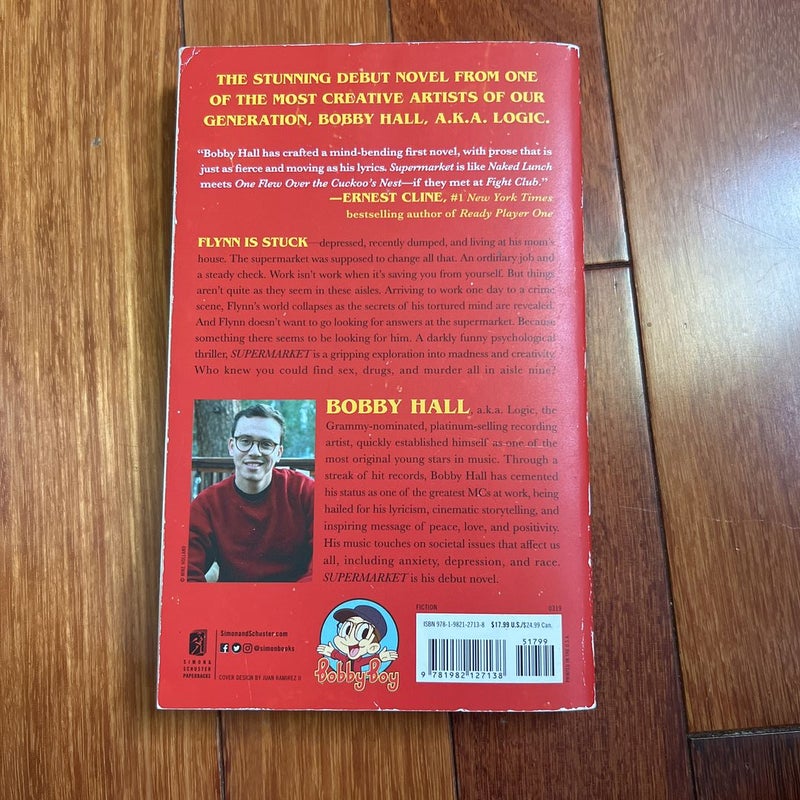 THE STUNNING DEBUT NOVEL FROM ONE
OF THE MOST CREATIVE ARTISTS OF OUR
GENERATION, BOBBY HALL, A.K.A. LOGIC.
“Bobby Hall has crafted a mind-bending first novel, with prose that is
just as fierce and moving as his lyrics. Supermarket is like Naked Lunch
meets One Flew Over the Cuckoo’s Nest—if they met at Fight Club.”
—ERNEST CLINE, #1 New York Times
bestselling author of Ready Player One
FLYNN IS STUCK—depressed, recently dumped, and living at his mom’s
house. The supermarket was supposed to change all that. An ordinary job and
a steady check. Work isn’t work when it’s saving you from yourself. But things
aren’t quite as they seem in these aisles. Arriving to work one day to a crime
scene, Flynn’s world collapses as the secrets of his tortured mind are revealed.
And Flynn doesn’t want to go looking for answers at the supermarket. Because
something there seems to be looking for him. A darkly funny psychological
thriller, SUPERMARKET is a gripping exploration into madness and creativity.
Who knew you could find sex, drugs, and murder all in aisle nine?
BOBBY HALL, a.k.a. Logic, the
Grammy-nominated, platinum-selling recording
artist, quickly established himself as one of the
most original young stars in music. Through a
streak of hit records, Bobby Hall has cemented
his status as one of the greatest MCs at work, being
hailed for his lyricism, cinematic storytelling, and
inspiring message of peace, love, and positivity.
His music touches on societal issues that affect us
all, including anxiety, depression, and race.
SUPERMARKET is his debut novel.
© MIKE HOLLAND
SIMON &
SCHUSTER
PAPERBACKS
SimonandSchuster.com
@simonbooks
COVER DESIGN BY JUAN RAMIREZ II
Bobby Boy
FICTION
0319
ISBN 978-1-9821-2713-8 $17.99 U.S./$24.99 Can.
51799
9 781982 127138
PRINTED IN THE U.S.A.